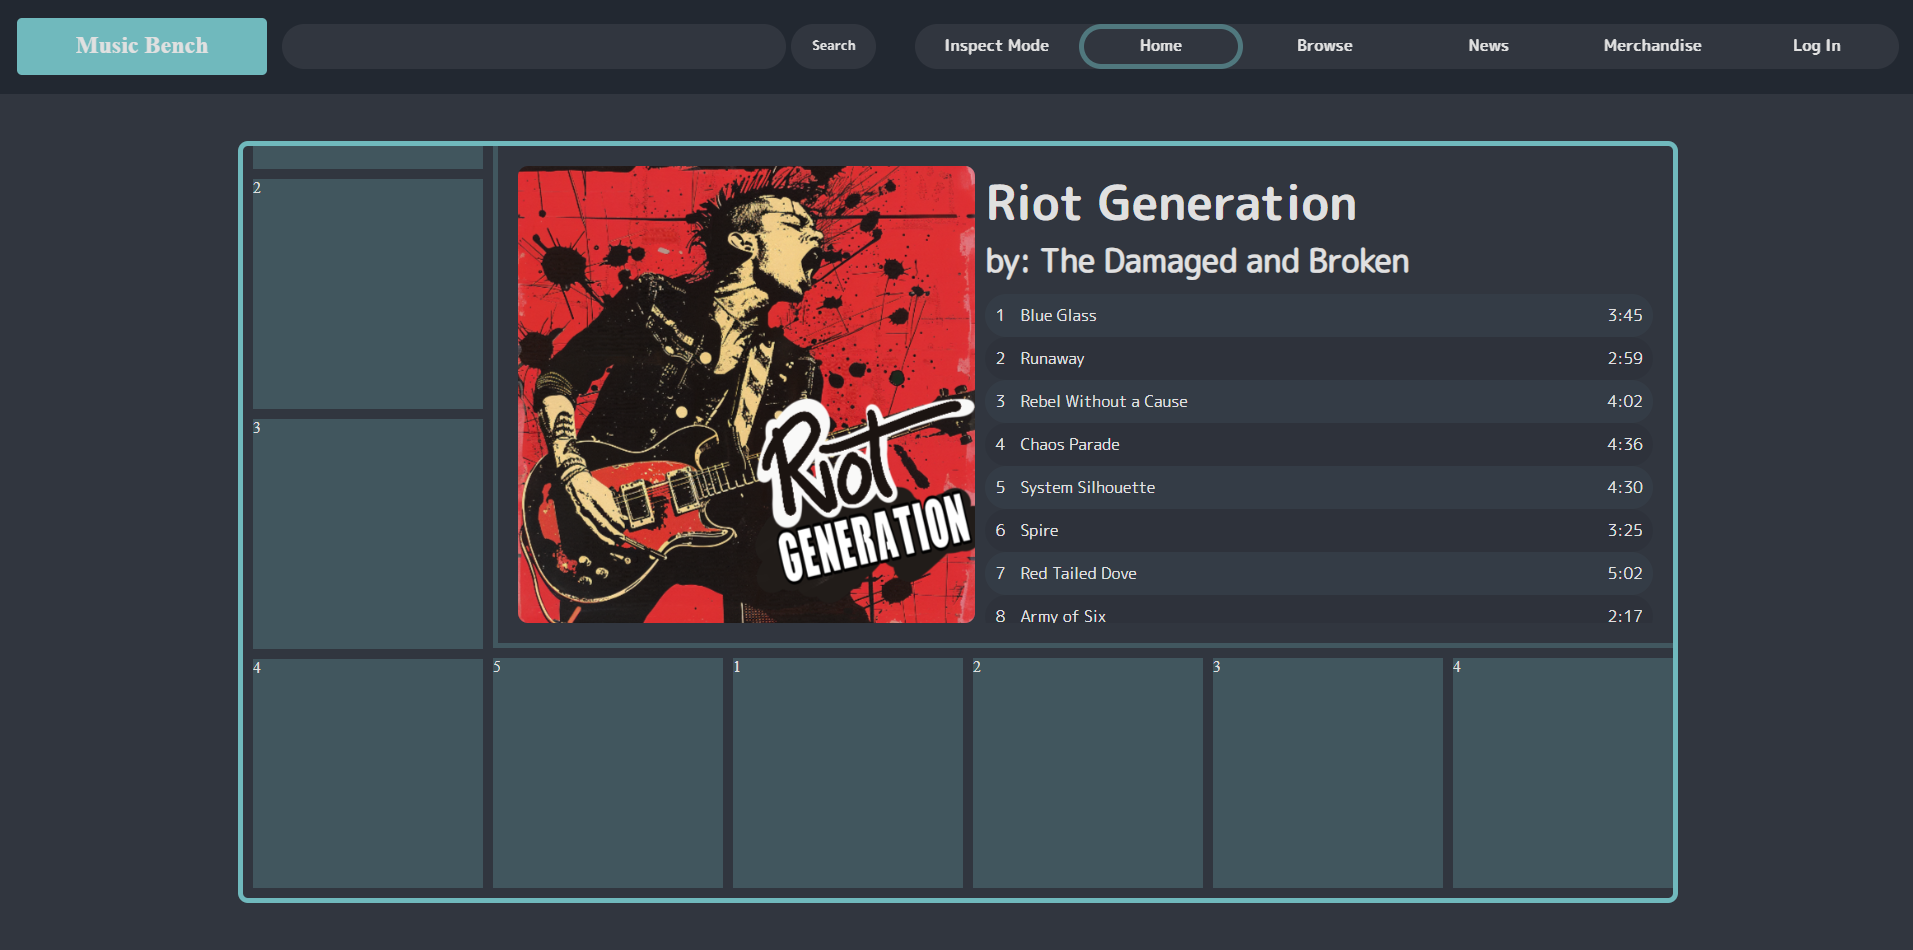 Music Bench
Search
Inspect Mode
Home
Browse
News
Merchandise
Log In
2
3
4
Riot
GENERATION
Riot Generation
by: The Damaged and Broken
1 Blue Glass 3:45
2 Runaway 2:59
3 Rebel Without a Cause 4:02
4 Chaos Parade 4:36
5 System Silhouette 4:30
6 Spire 3:25
7 Red Tailed Dove 5:02
8 Army of Six 2:17
5
1
2
3
4